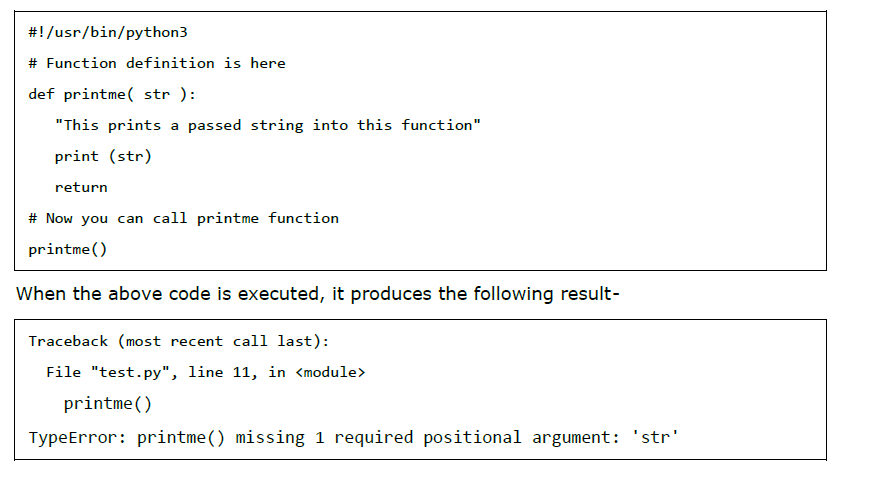 #!/usr/bin/python3
# Function definition is here
def printme( str ):
   "This prints a passed string into this function"
   print (str)
   return
# Now you can call printme function
printme()
When the above code is executed, it produces the following result-
Traceback (most recent call last):
  File "test.py", line 11, in <module>
    printme()
TypeError: printme() missing 1 required positional argument: 'str'